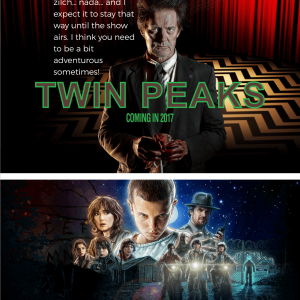 zilch... nada... and I
expect it to stay that
way until the show
airs. I think you need
to be a bit
adventurous
sometimes!
TWIN PEAKS
COMING IN 2017